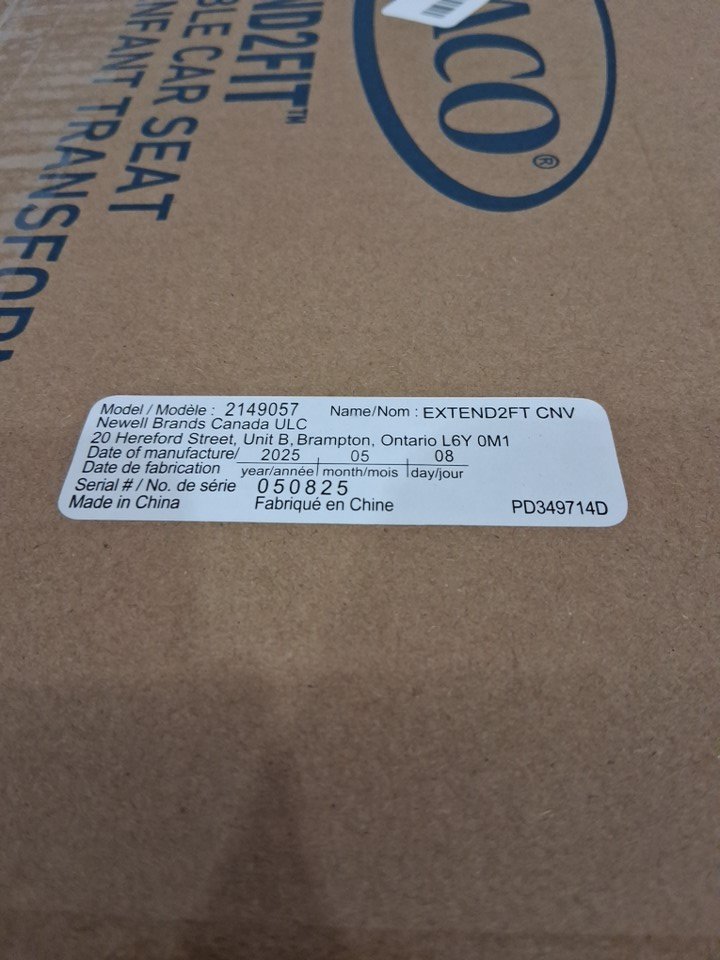 ACO®
ND2FIT™
BLE CAR SEAT
NFANT TRANSFOR
Model / Modèle : 2149057 Name/Nom : EXTEND2FT CNV
Newell Brands Canada ULC
20 Hereford Street, Unit B, Brampton, Ontario L6Y 0M1
Date of manufacture/ 2025 05 08
Date de fabrication year/année month/mois day/jour
Serial # / No. de série 050825
Made in China Fabriqué en Chine PD349714D